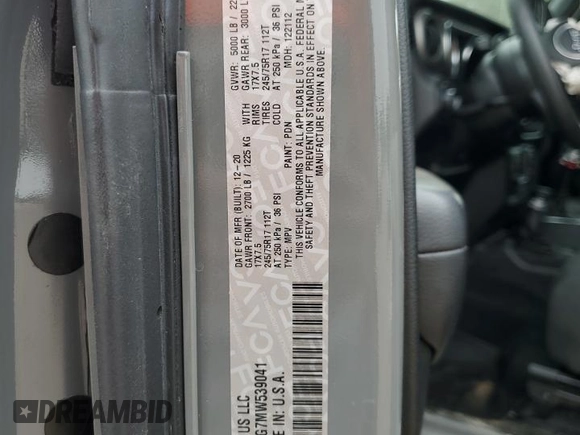 US LLC
G7MW539041
E IN: U.S.A.
DATE OF MFR (BUILT): 12-20 GVWR: 5000 LB / 22
GAWR FRONT: 2700 LB / 1225 KG WITH GAWR REAR: 3000 L
17X7.5 RIMS 17X7.5
245/75R17 112T TIRES 245/75R17 112T
AT 250 kPa / 36 PSI COLD AT 250 kPa / 36 PSI
TYPE: MPV PAINT: PDN MDH: 122112
THIS VEHICLE CONFORMS TO ALL APPLICABLE U.S.A. FEDERAL M
SAFETY AND THEFT PREVENTION STANDARDS IN EFFECT ON
MANUFACTURE SHOWN ABOVE.